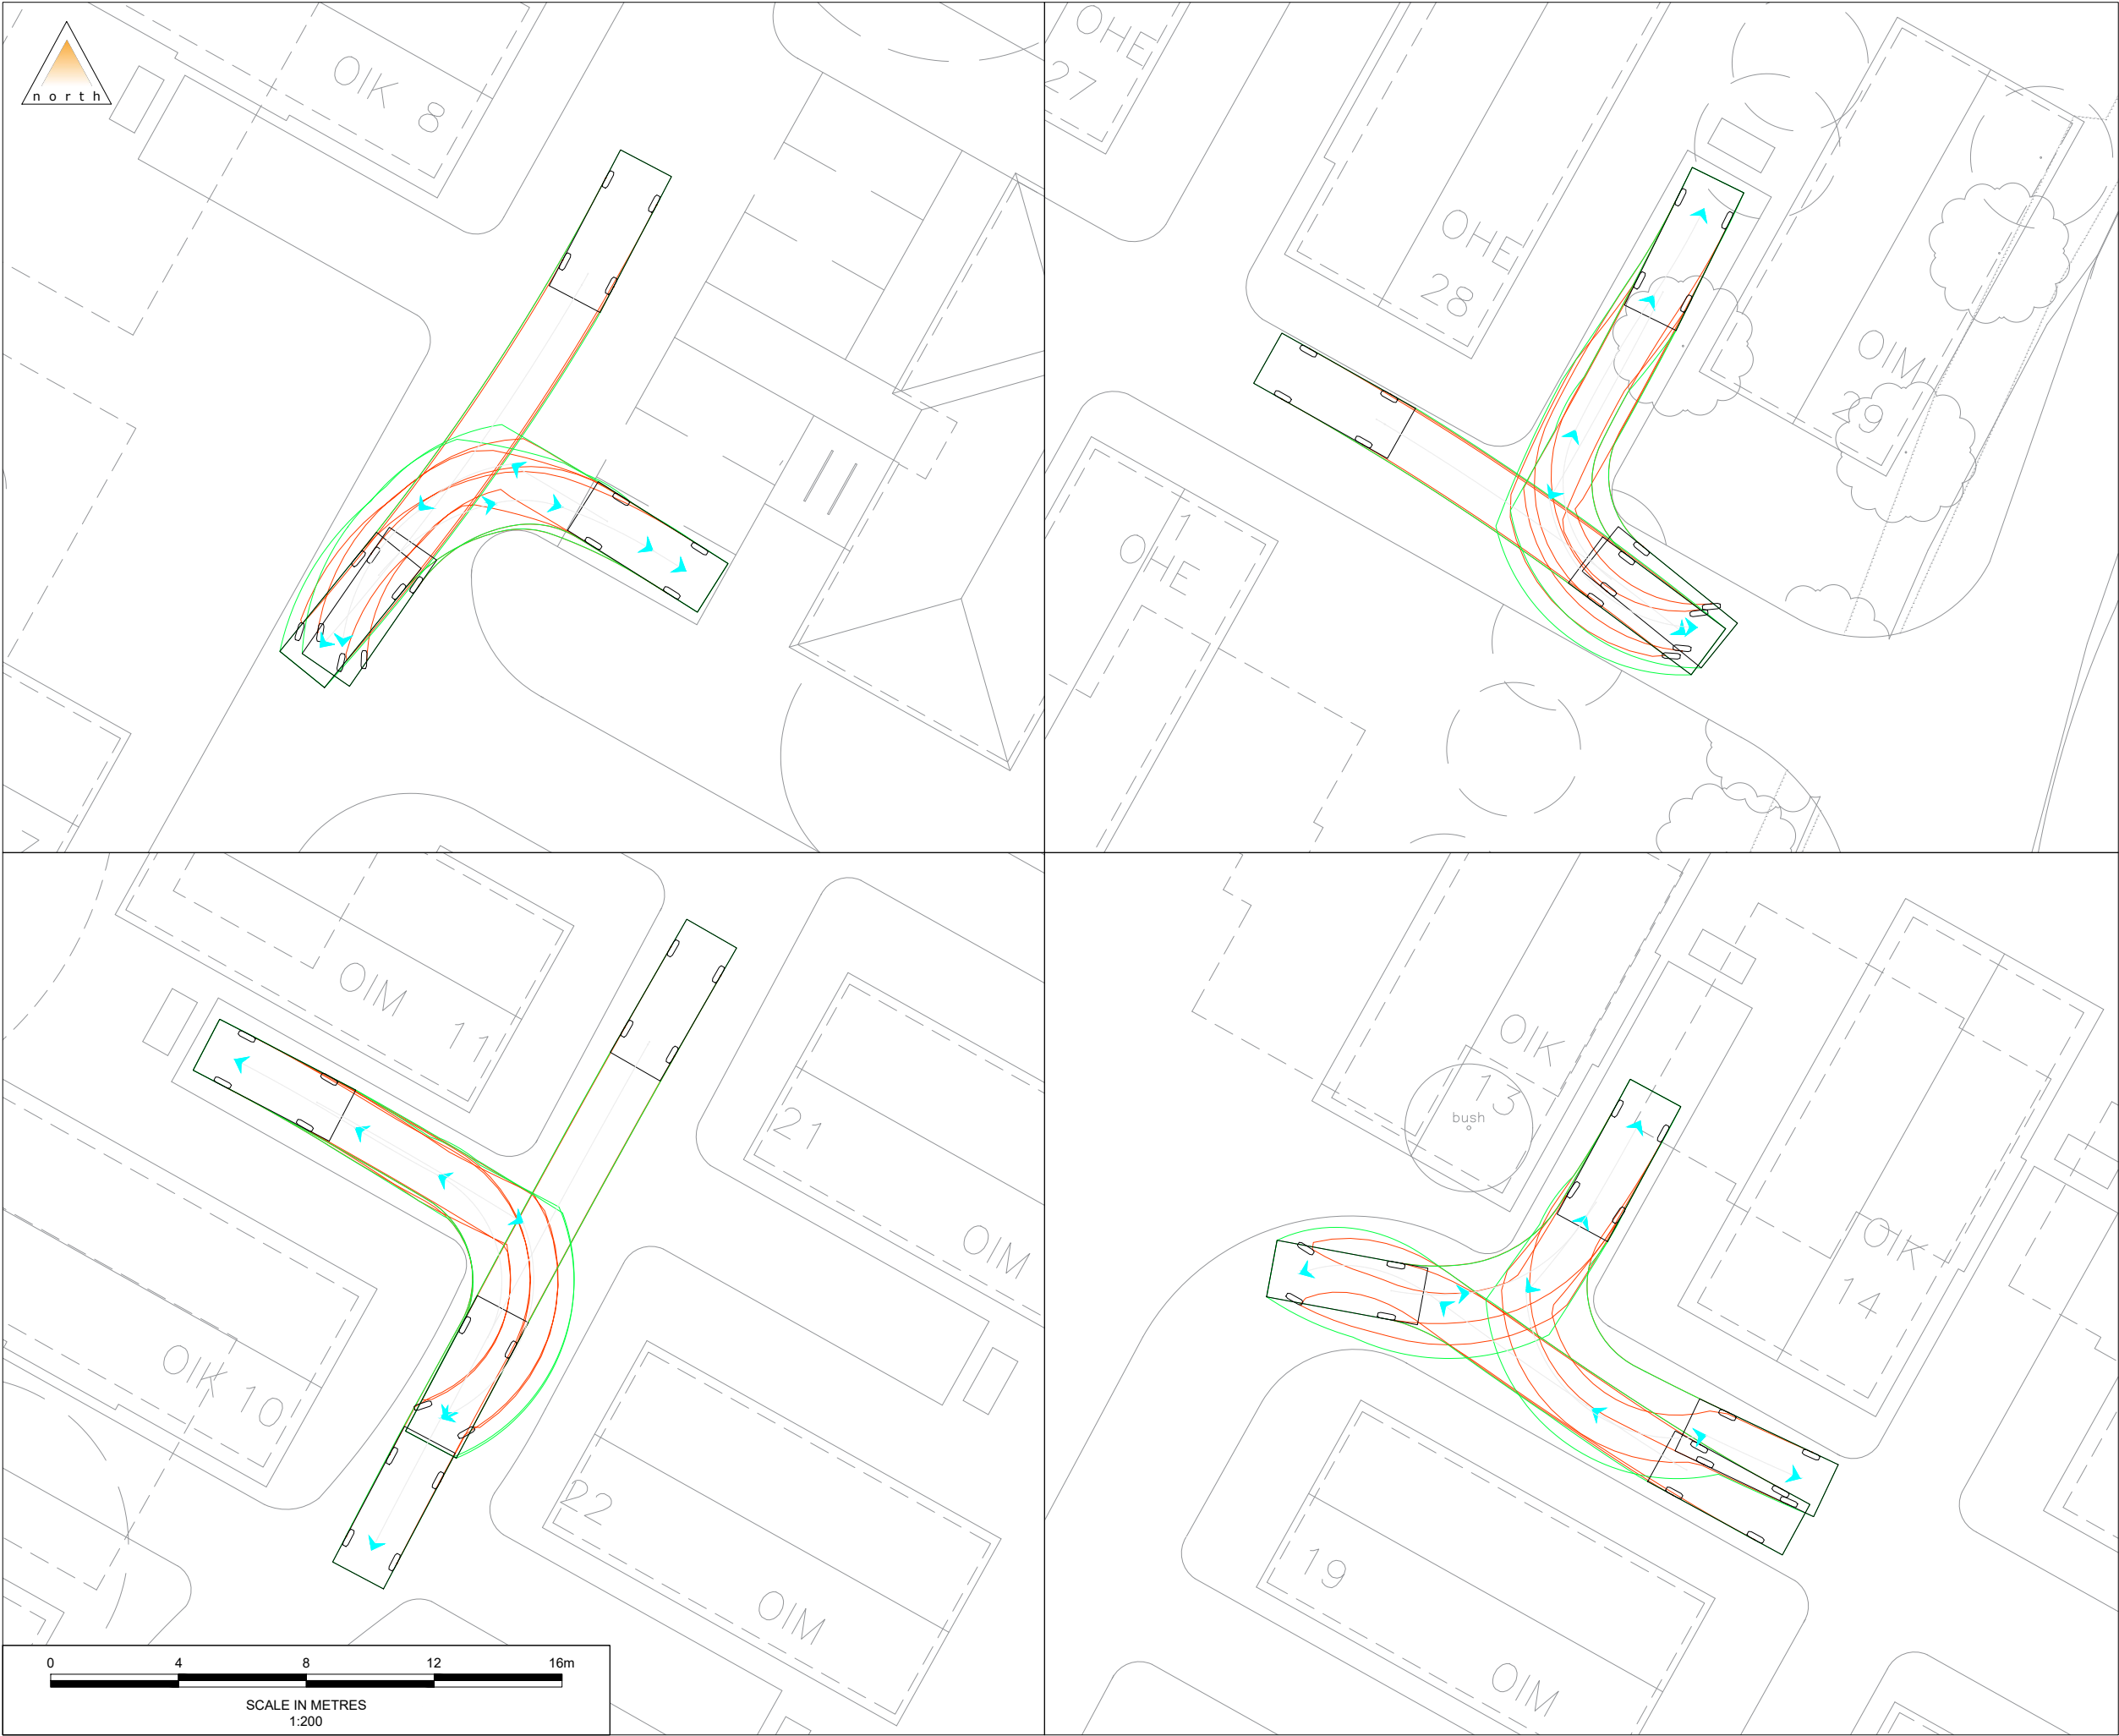 north
OIK 8
OHE
27
OHE
28
OIM
29
OHE
1
OIM 11
21
OIM
OIK 10
22
OIM
OIK
13
bush
OIK
14
19
OIM
0 4 8 12 16m
SCALE IN METRES
1:200